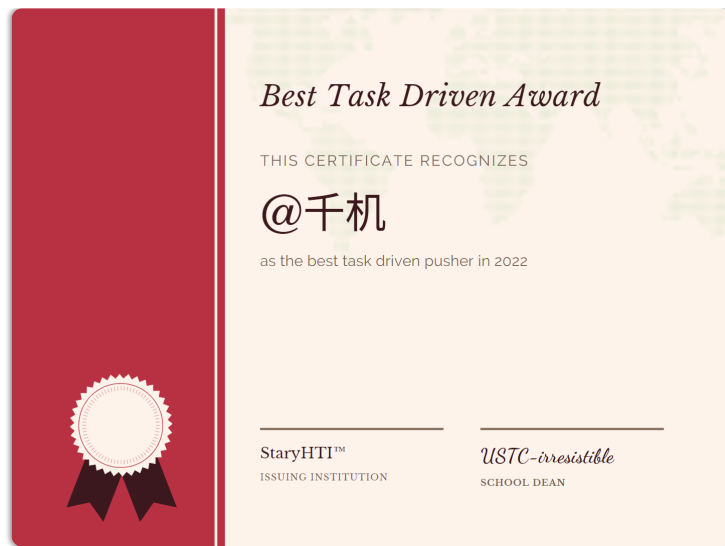 Best Task Driven Award
THIS CERTIFICATE RECOGNIZES
@千机
as the best task driven pusher in 2022
StaryHTI™
ISSUING INSTITUTION
USTC-irresistible
SCHOOL DEAN